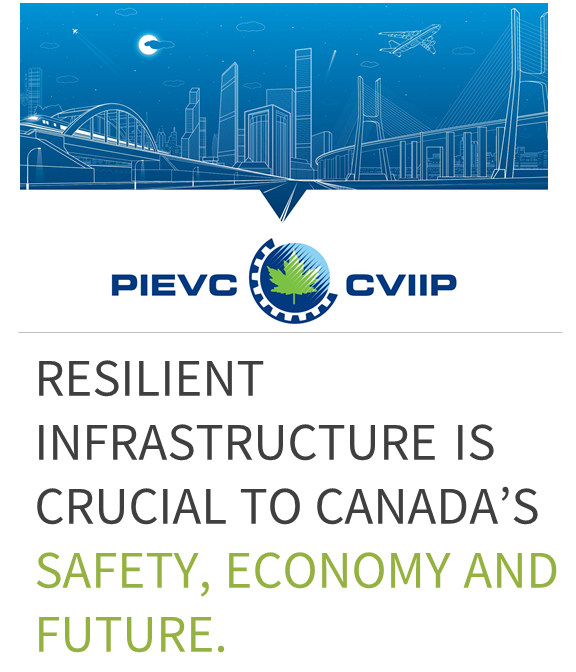 PIEVC CVIIP
RESILIENT
INFRASTRUCTURE IS
CRUCIAL TO CANADA’S
SAFETY, ECONOMY AND
FUTURE.